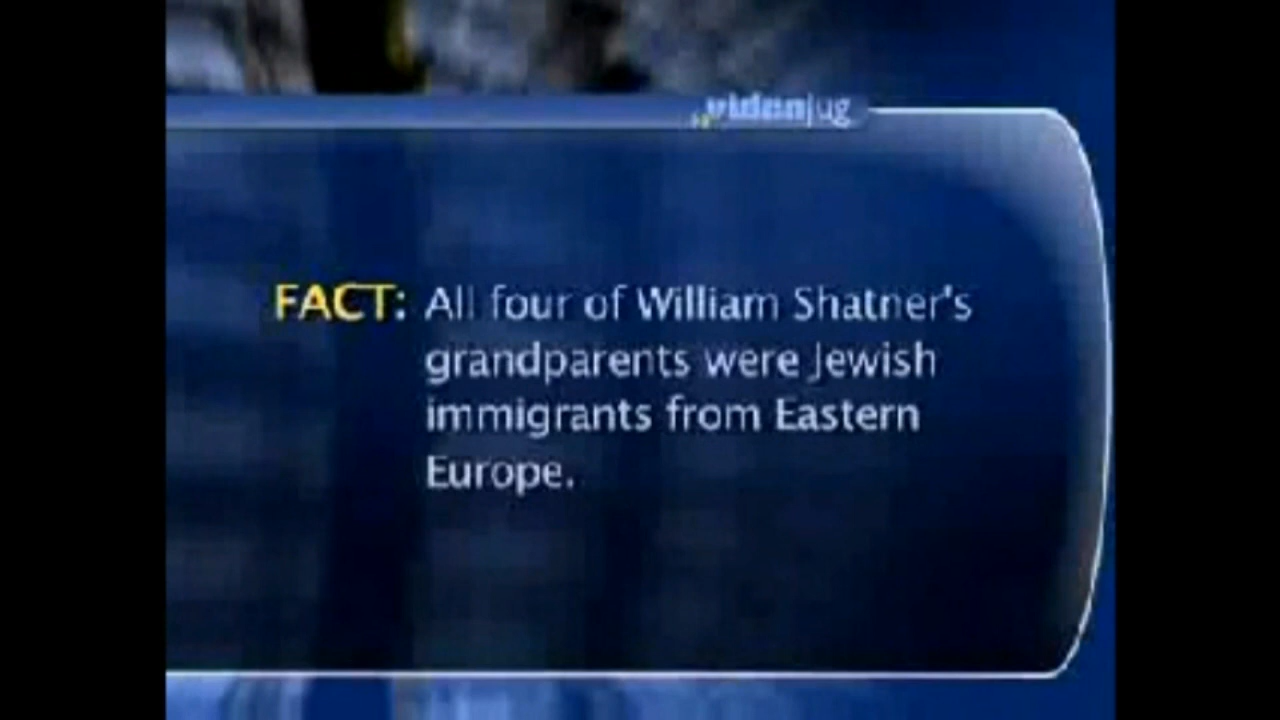 videojug
FACT: All four of William Shatner's
grandparents were Jewish
immigrants from Eastern
Europe.